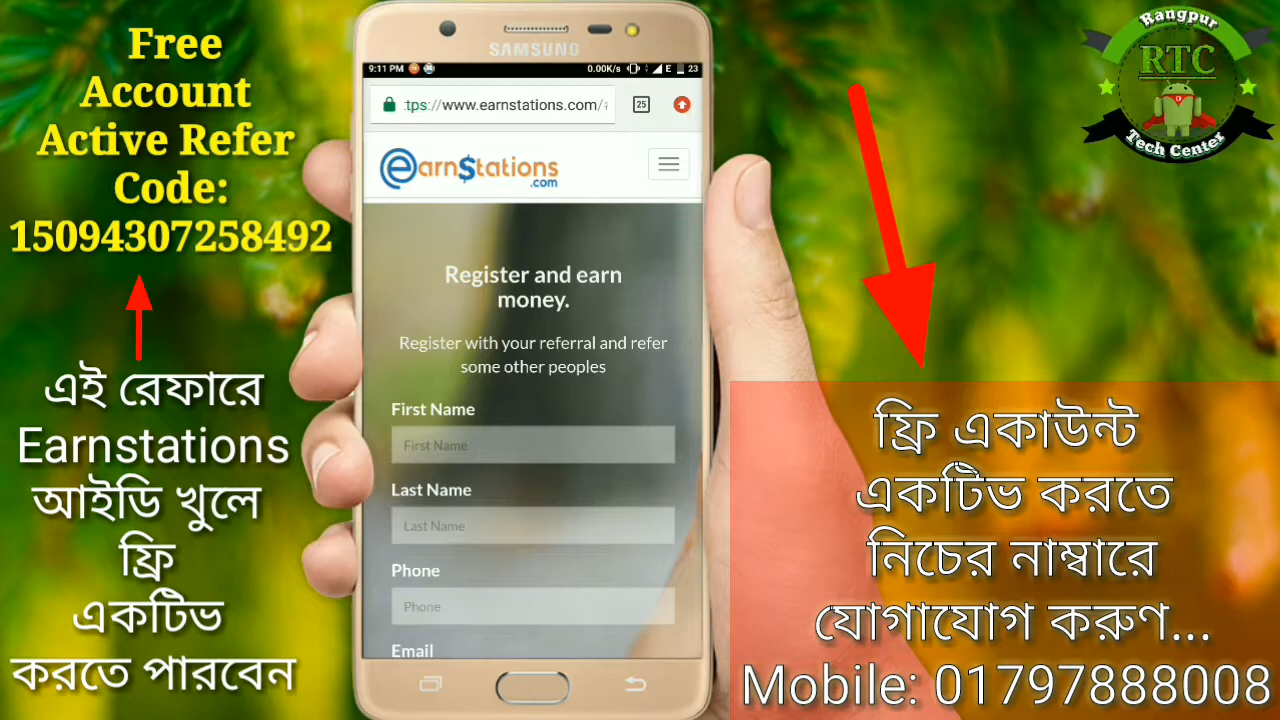 Free
Account
Active Refer
Code:
15094307258492
এই রেফারে
Earnstations
আইডি খুলে
ফ্রি
একটিভ
করতে পারবেন
SAMSUNG
9:11 PM
0.00K/s E 23
tps://www.earnstations.com/
25
earn$tations
.com
Register and earn
money.
Register with your referral and refer
some other peoples
First Name
First Name
Last Name
Last Name
Phone
Phone
Email
Rangpur
RTC
Tech Center
ফ্রি একাউন্ট
একটিভ করতে
নিচের নাম্বারে
যোগাযোগ করুণ...
Mobile: 01797888008